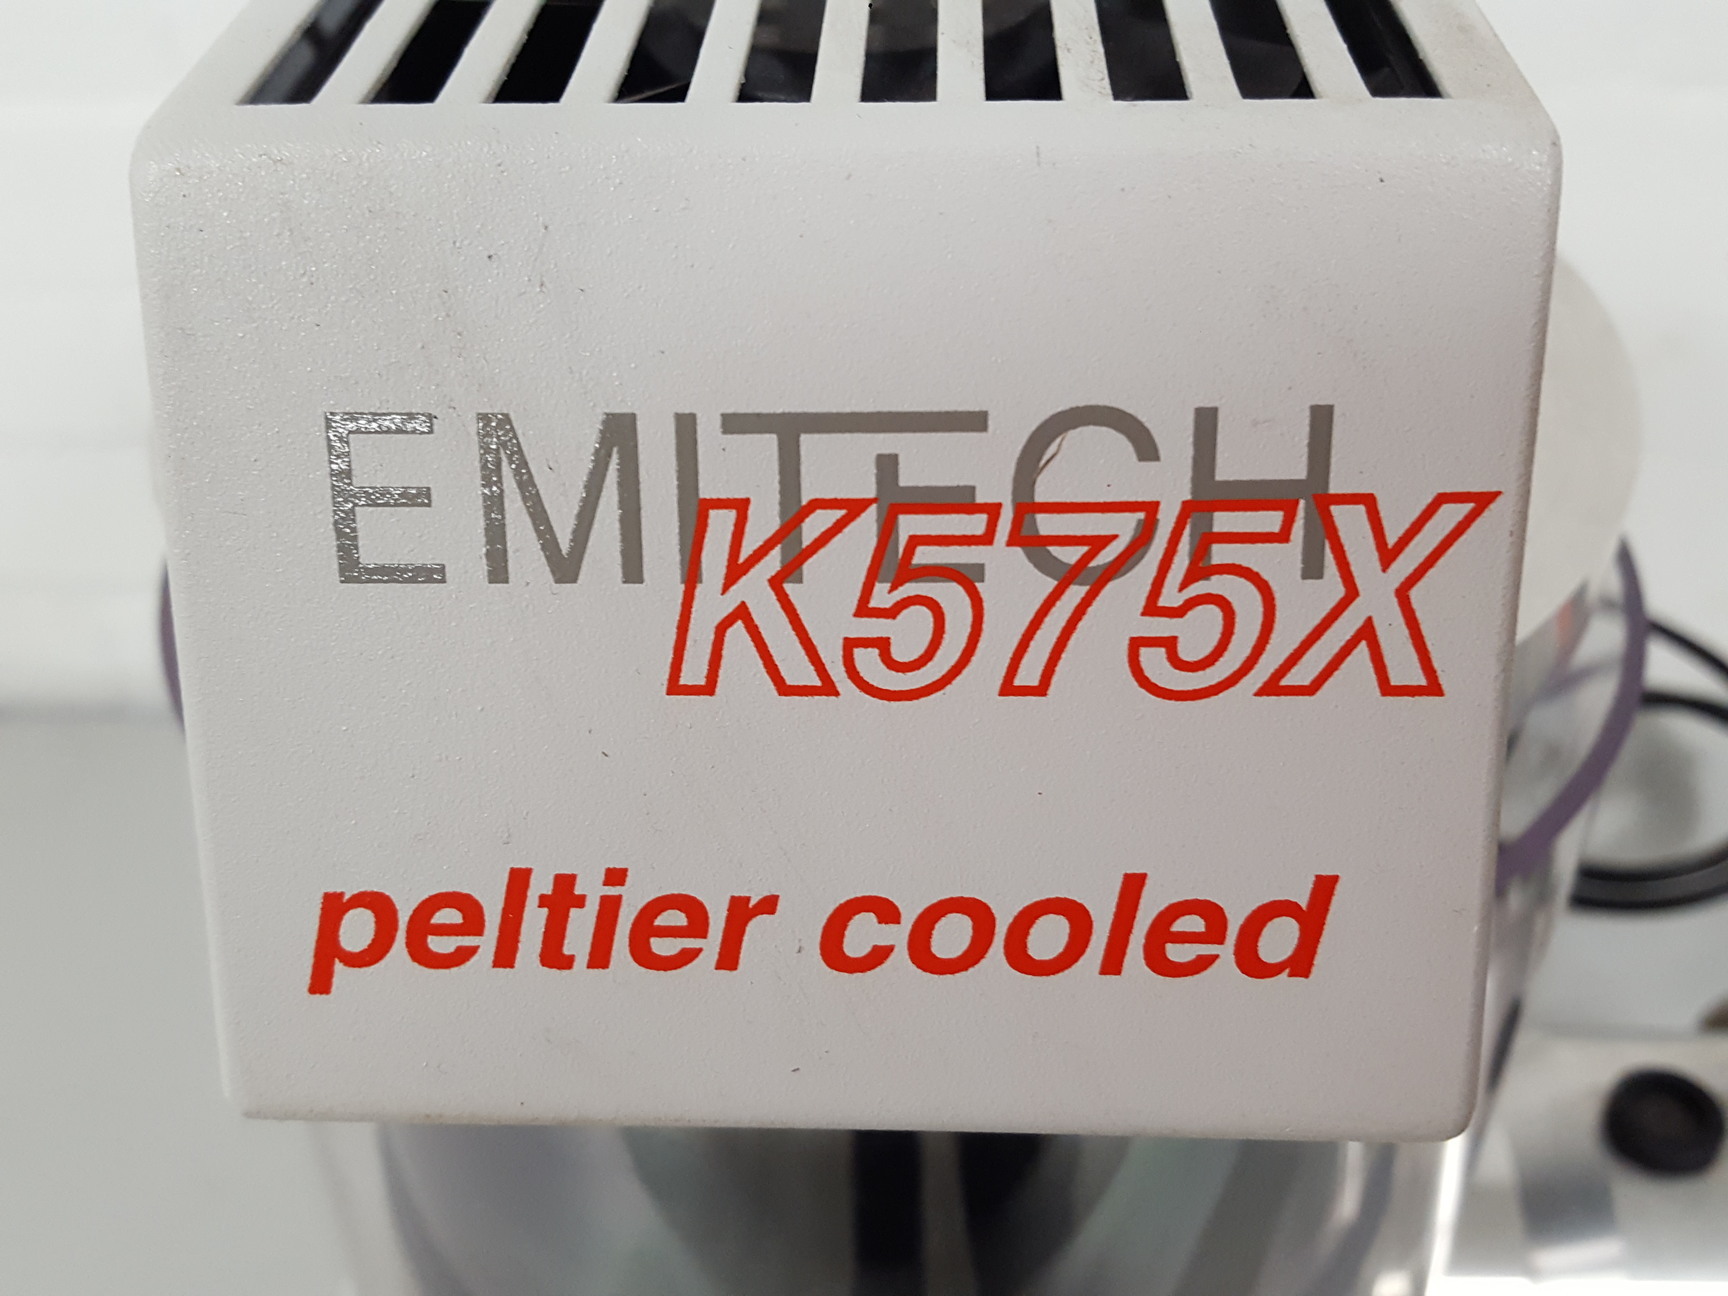 EMITECH
K575X
peltier cooled